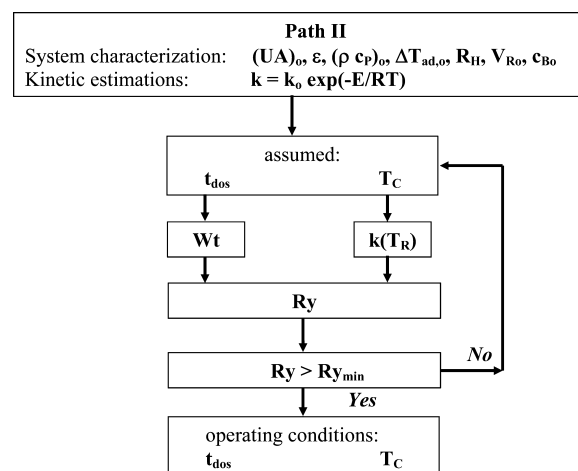 Path II
System characterization: (UA)o, ε, (ρ cP)o, ΔTad,o, RH, VRo, cBo
Kinetic estimations: k = ko exp(-E/RT)
assumed:
tdos TC
Wt k(TR)
Ry
No
Ry > Rymin
Yes
operating conditions:
tdos TC